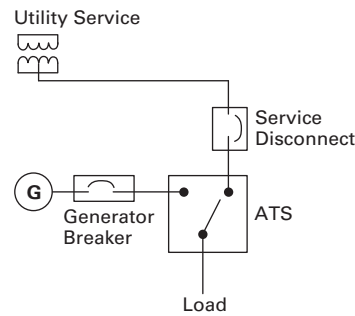 Utility Service
Service
Disconnect
G
Generator
Breaker
ATS
Load